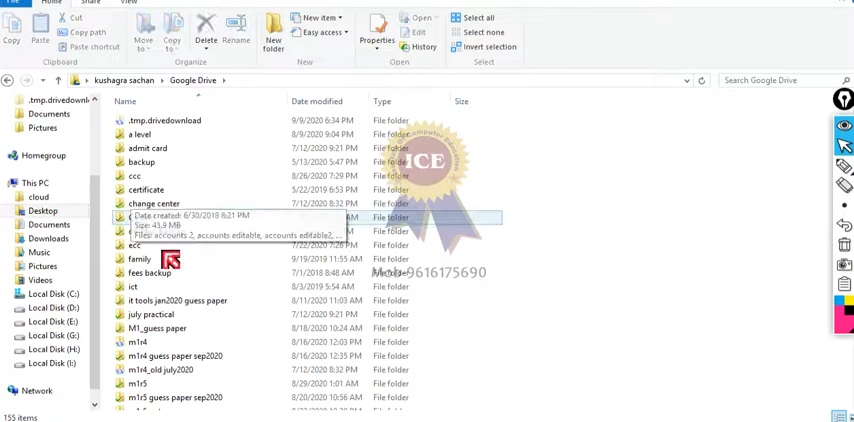 File Home Share View
Cut
Copy path
Paste shortcut
Copy Paste
Move to Copy to Delete Rename
New folder
New item
Easy access
Properties
Open
Edit
History
Select all
Select none
Invert selection
Clipboard Organize New Open Select
kushagra sachan Google Drive
Search Google Drive
Name Date modified Type Size
.tmp.drivedownl
Documents
Pictures
Homegroup
This PC
cloud
Desktop
Documents
Downloads
Music
Pictures
Videos
Local Disk (C:)
Local Disk (D:)
Local Disk (E:)
Local Disk (G:)
Local Disk (H:)
Local Disk (I:)
Network
.tmp.drivedownload 9/9/2020 6:34 PM File folder
a level 8/9/2020 9:04 PM File folder
admit card 7/12/2020 9:21 PM File folder
backup 5/13/2020 5:47 PM File folder
ccc 8/26/2020 7:29 PM File folder
certificate 5/22/2019 6:53 PM File folder
change center 7/12/2020 8:32 PM File folder
Date created: 6/30/2018 8:21 PM
Size: 43.9 MB
Files: accounts 2, accounts editable, accounts editable2, ...
AM File folder
File folder
ecc 7/22/2020 7:26 PM File folder
family 9/19/2019 11:55 AM File folder
fees backup 7/1/2018 8:48 AM File folder
ict 8/3/2019 5:54 AM File folder
it tools jan2020 guess paper 8/11/2020 11:03 AM File folder
july practical 7/12/2020 9:21 PM File folder
M1_guess paper 8/18/2020 10:24 AM File folder
m1r4 8/16/2020 12:03 PM File folder
m1r4 guess paper sep2020 8/16/2020 12:35 PM File folder
m1r4_old july2020 7/12/2020 8:32 PM File folder
m1r5 8/29/2020 1:01 AM File folder
m1r5 guess paper sep2020 8/20/2020 10:56 AM File folder
of Computer Education
ICE
Mob-9616175690
155 items